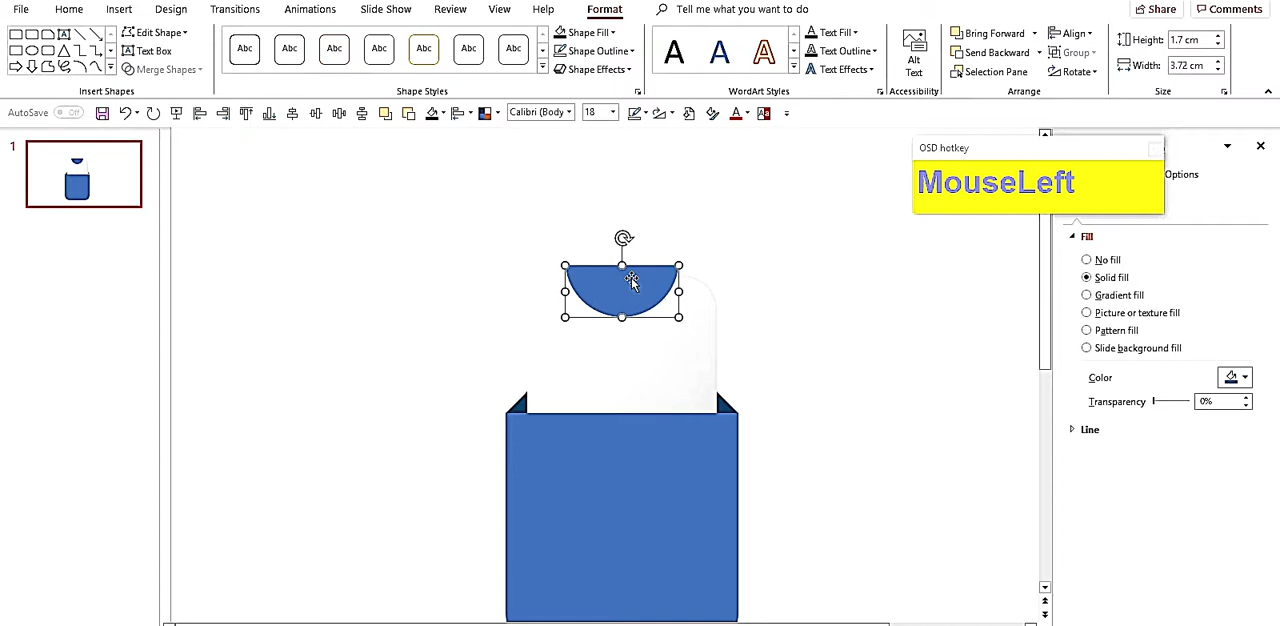 File Home Insert Design Transitions Animations Slide Show Review View Help Format Tell me what you want to do Share Comments
Edit Shape
Text Box
Merge Shapes
Insert Shapes
Abc Abc Abc Abc Abc Abc Abc
Shape Fill
Shape Outline
Shape Effects
Shape Styles
A A A
Text Fill
Text Outline
Text Effects
WordArt Styles
Alt
Text
Accessibility
Bring Forward
Send Backward
Selection Pane
Align
Group
Rotate
Arrange
Height: 1.7 cm
Width: 3.72 cm
Size
AutoSave Off Calibri (Body 18
1
OSD hotkey
MouseLeft
Options
Fill
No fill
Solid fill
Gradient fill
Picture or texture fill
Pattern fill
Slide background fill
Color
Transparency 0%
Line